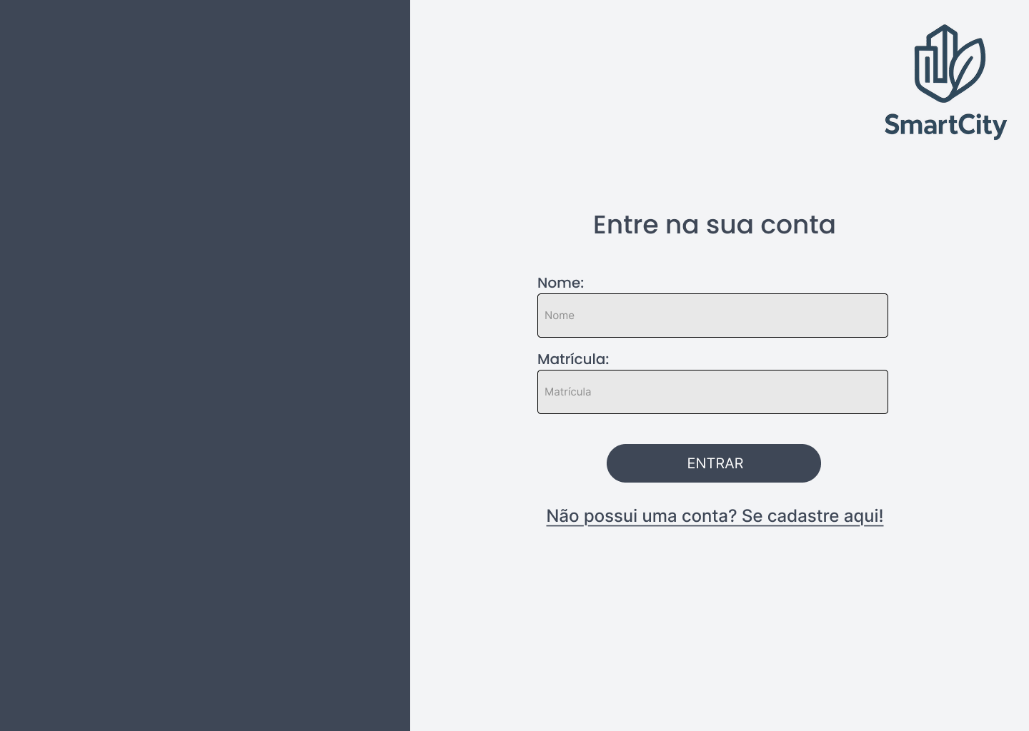 SmartCity
Entre na sua conta
Nome:
Nome
Matrícula:
Matrícula
ENTRAR
Não possui uma conta? Se cadastre aqui!